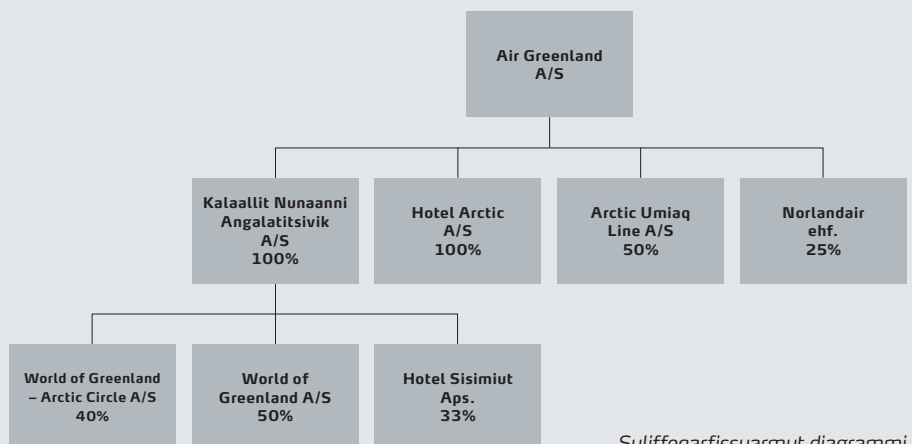 Air Greenland
A/S
Kalaallit Nunaanni
Angalatitsivik
A/S
100%
Hotel Arctic
A/S
100%
Arctic Umiaq
Line A/S
50%
Norlandair
ehf.
25%
World of Greenland
– Arctic Circle A/S
40%
World of
Greenland A/S
50%
Hotel Sisimiut
Aps.
33%
diagrammi